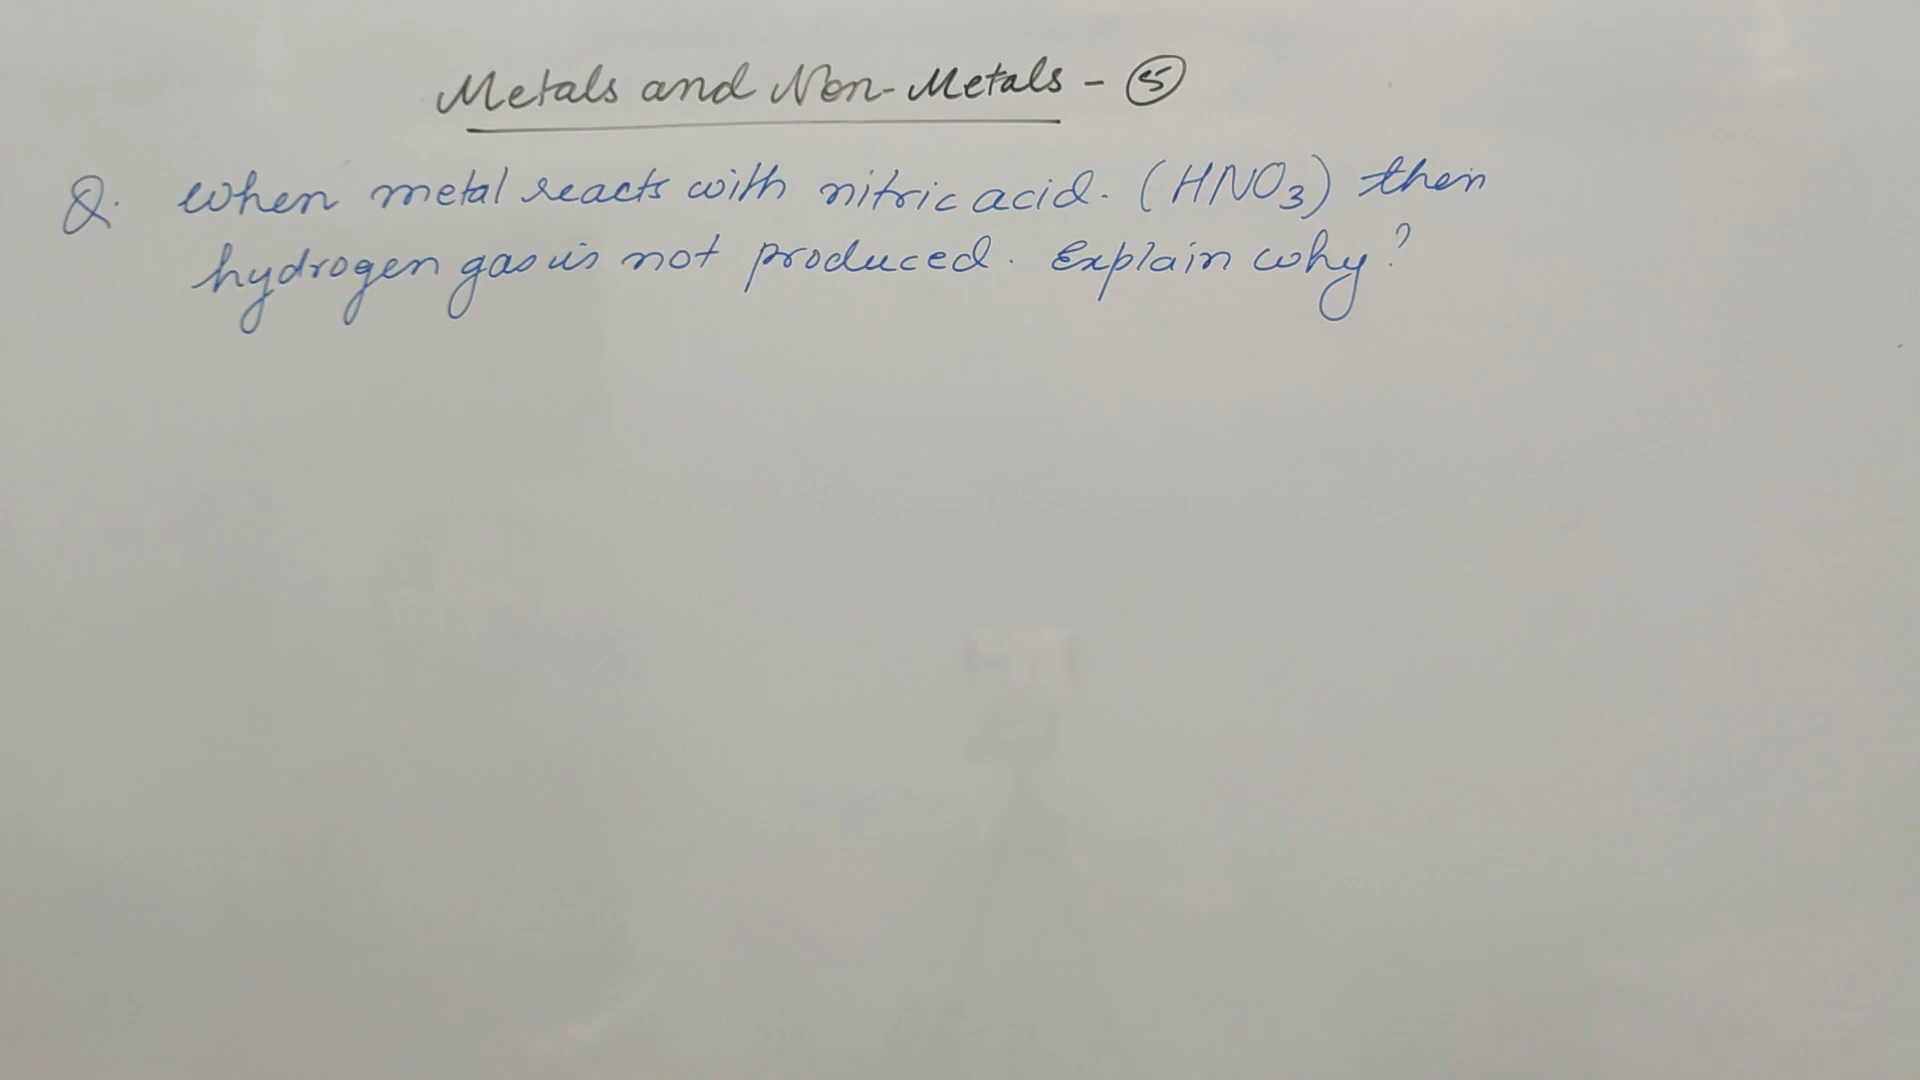 Metals and Non-Metals - ⑤
Q. When metal reacts with nitric acid. (HNO₃) then
hydrogen gas is not produced. Explain why?